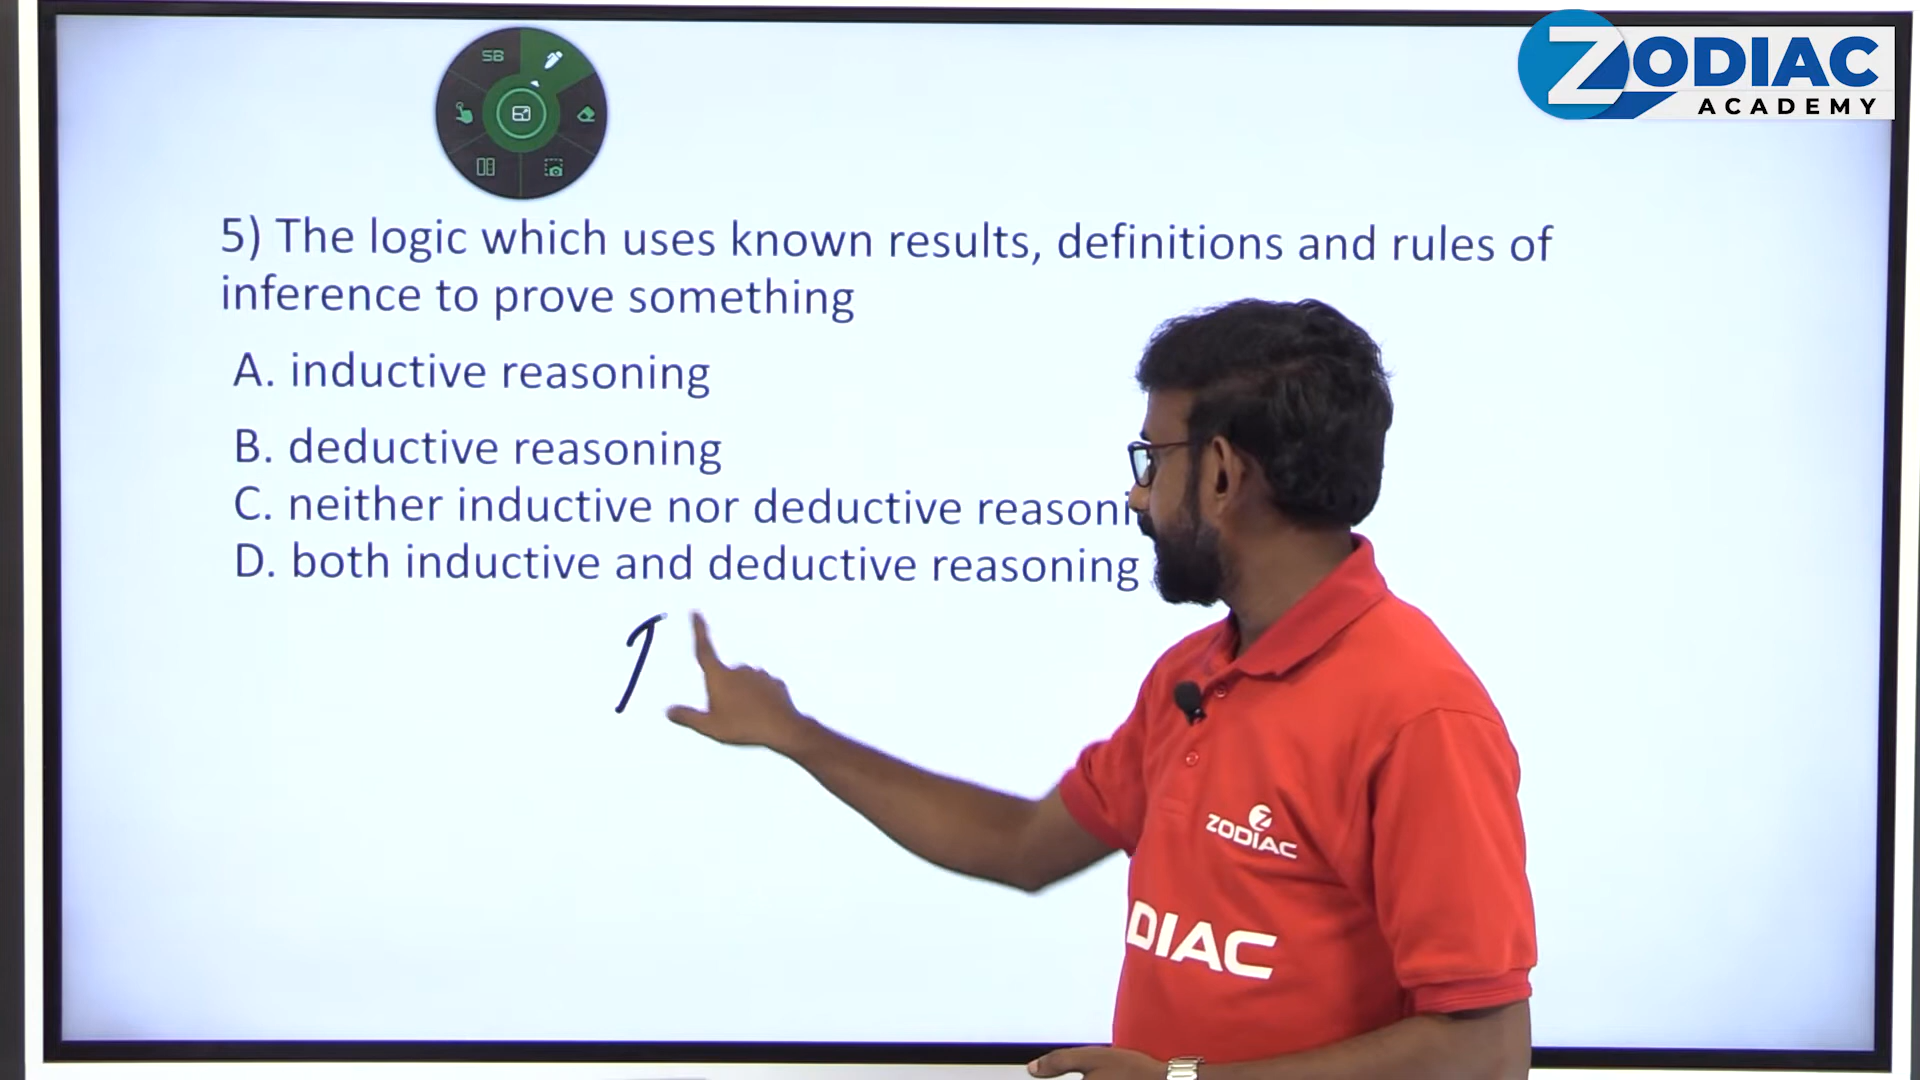 ZODIAC
ACADEMY
SB
5) The logic which uses known results, definitions and rules of
inference to prove something
A. inductive reasoning
B. deductive reasoning
C. neither inductive nor deductive reasoni
D. both inductive and deductive reasoning
ZODIAC
DIAC